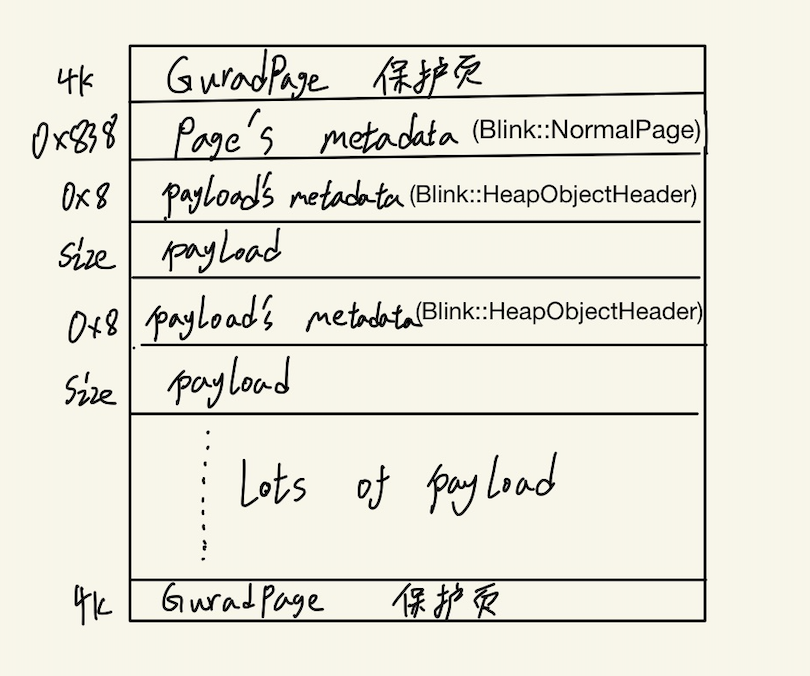 4k GuradPage 保护页
0x838 Page's metadata (Blink::NormalPage)
0x8 payload's metadata (Blink::HeapObjectHeader)
size payload
0x8 payload's metadata (Blink::HeapObjectHeader)
size payload
Lots of payload
4k GuradPage 保护页